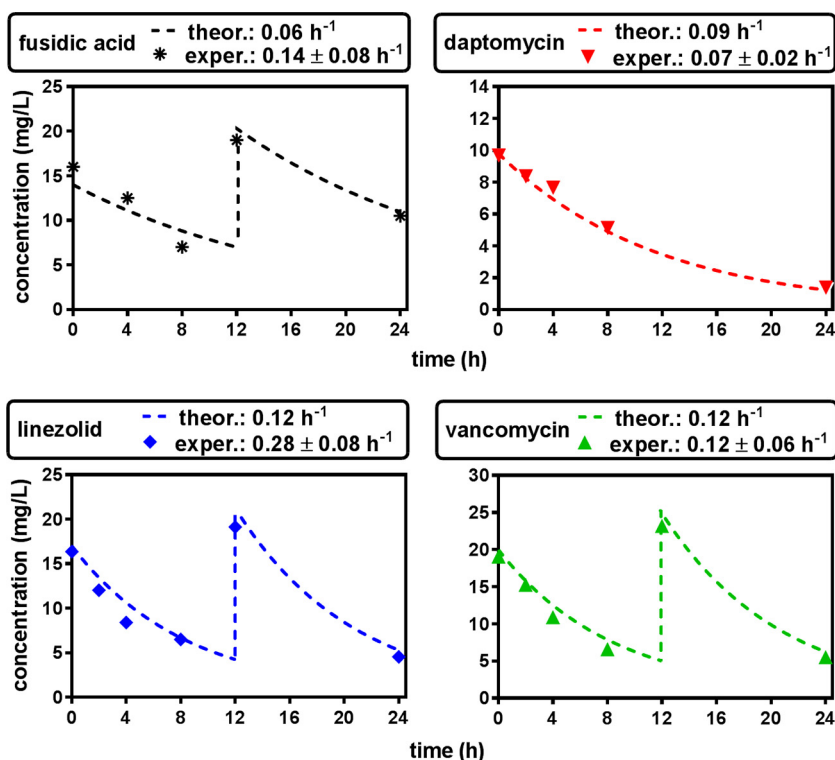 fusidic acid
theor.: 0.06 h⁻¹
exper.: 0.14 ± 0.08 h⁻¹
daptomycin
theor.: 0.09 h⁻¹
exper.: 0.07 ± 0.02 h⁻¹
concentration (mg/L)
25
20
15
10
5
0
0 4 8 12 16 20 24
14
12
10
8
6
4
2
0
0 4 8 12 16 20 24
time (h)
linezolid
theor.: 0.12 h⁻¹
exper.: 0.28 ± 0.08 h⁻¹
vancomycin
theor.: 0.12 h⁻¹
exper.: 0.12 ± 0.06 h⁻¹
concentration (mg/L)
25
20
15
10
5
0
0 4 8 12 16 20 24
30
25
20
15
10
5
0
0 4 8 12 16 20 24
time (h)